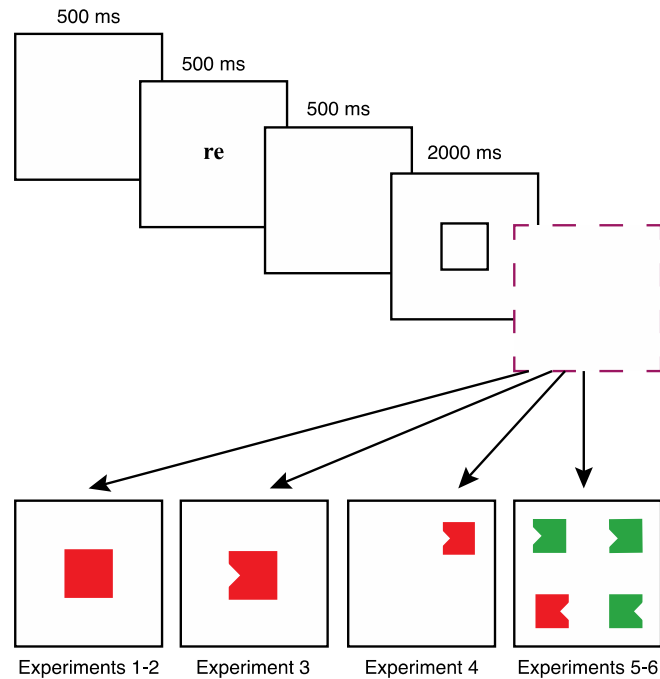 500 ms
500 ms
re
500 ms
2000 ms
Experiments 1-2
Experiment 3
Experiment 4
Experiments 5-6